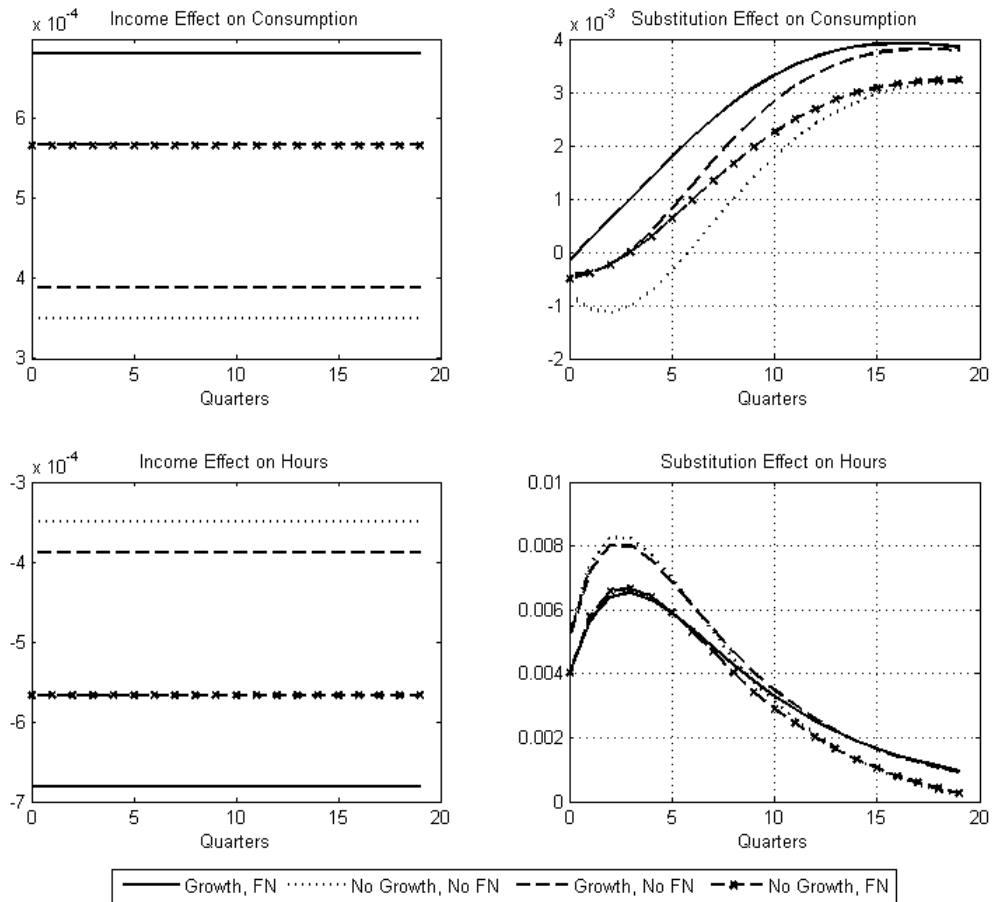 Income Effect on Consumption
x 10^-4
6
5
4
3
0 5 10 15 20
Quarters
Substitution Effect on Consumption
x 10^-3
4
3
2
1
0
-1
-2
0 5 10 15 20
Quarters
Income Effect on Hours
x 10^-4
-3
-4
-5
-6
-7
0 5 10 15 20
Quarters
Substitution Effect on Hours
0.01
0.008
0.006
0.004
0.002
0
0 5 10 15 20
Quarters
Growth, FN No Growth, No FN Growth, No FN No Growth, FN